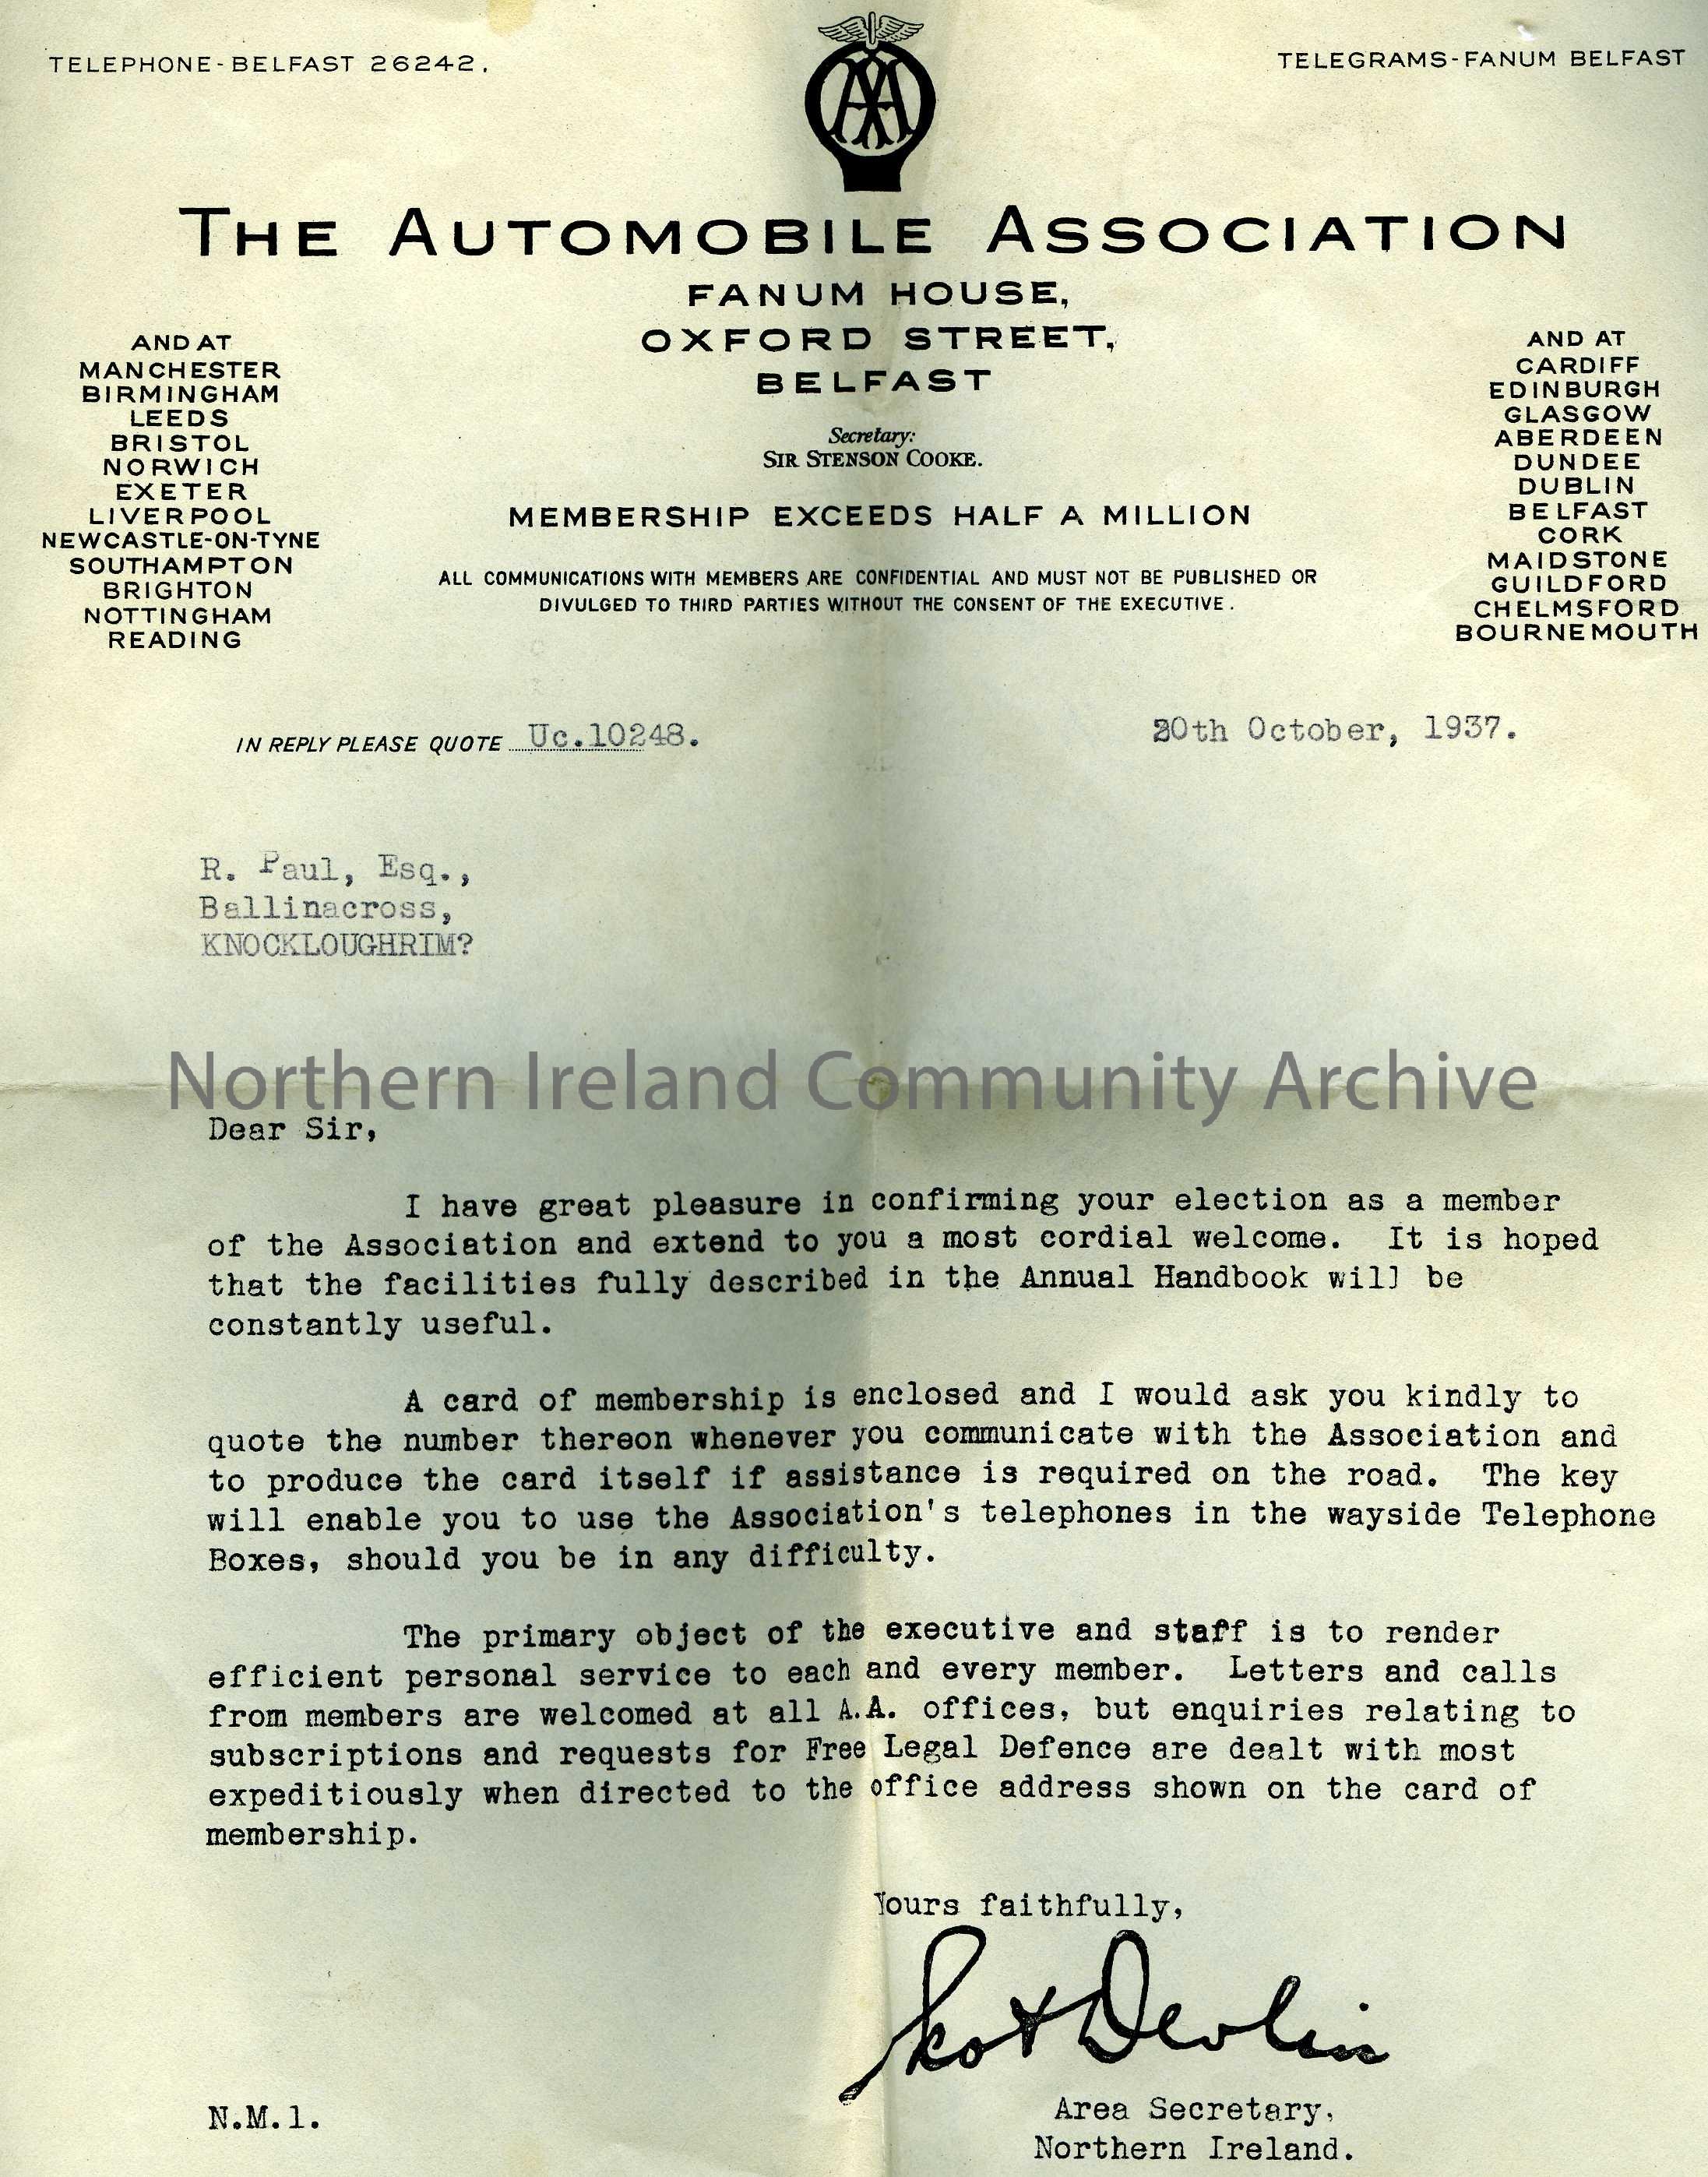 TELEPHONE-BELFAST 26242.
TELEGRAMS-FANUM BELFAST
AA
THE AUTOMOBILE ASSOCIATION
FANUM HOUSE,
OXFORD STREET,
BELFAST
Secretary:
SIR STENSON COOKE.
MEMBERSHIP EXCEEDS HALF A MILLION
ALL COMMUNICATIONS WITH MEMBERS ARE CONFIDENTIAL AND MUST NOT BE PUBLISHED OR
DIVULGED TO THIRD PARTIES WITHOUT THE CONSENT OF THE EXECUTIVE.
AND AT
MANCHESTER
BIRMINGHAM
LEEDS
BRISTOL
NORWICH
EXETER
LIVERPOOL
NEWCASTLE-ON-TYNE
SOUTHAMPTON
BRIGHTON
NOTTINGHAM
READING
AND AT
CARDIFF
EDINBURGH
GLASGOW
ABERDEEN
DUNDEE
DUBLIN
BELFAST
CORK
MAIDSTONE
GUILDFORD
CHELMSFORD
BOURNEMOUTH
IN REPLY PLEASE QUOTE Uc.10248.
October, 1937.
R. Paul, Esq.,
Ballinacross,
KNOCKLOUGHRIM?
Northern Ireland Community Archive
Dear Sir,
I have great pleasure in confirming your election as a member
of the Association and extend to you a most cordial welcome. It is hoped
that the facilities fully described in the Annual Handbook will be
constantly useful.
A card of membership is enclosed and I would ask you kindly to
quote the number thereon whenever you communicate with the Association and
to produce the card itself if assistance is required on the road. The key
will enable you to use the Association's telephones in the wayside Telephone
Boxes, should you be in any difficulty.
The primary object of the executive and staff is to render
efficient personal service to each and every member. Letters and calls
from members are welcomed at all A.A. offices, but enquiries relating to
subscriptions and requests for Free Legal Defence are dealt with most
expeditiously when directed to the office address shown on the card of
membership.
Yours faithfully,
Devlin
N.M.1.
Area Secretary,
Northern Ireland.